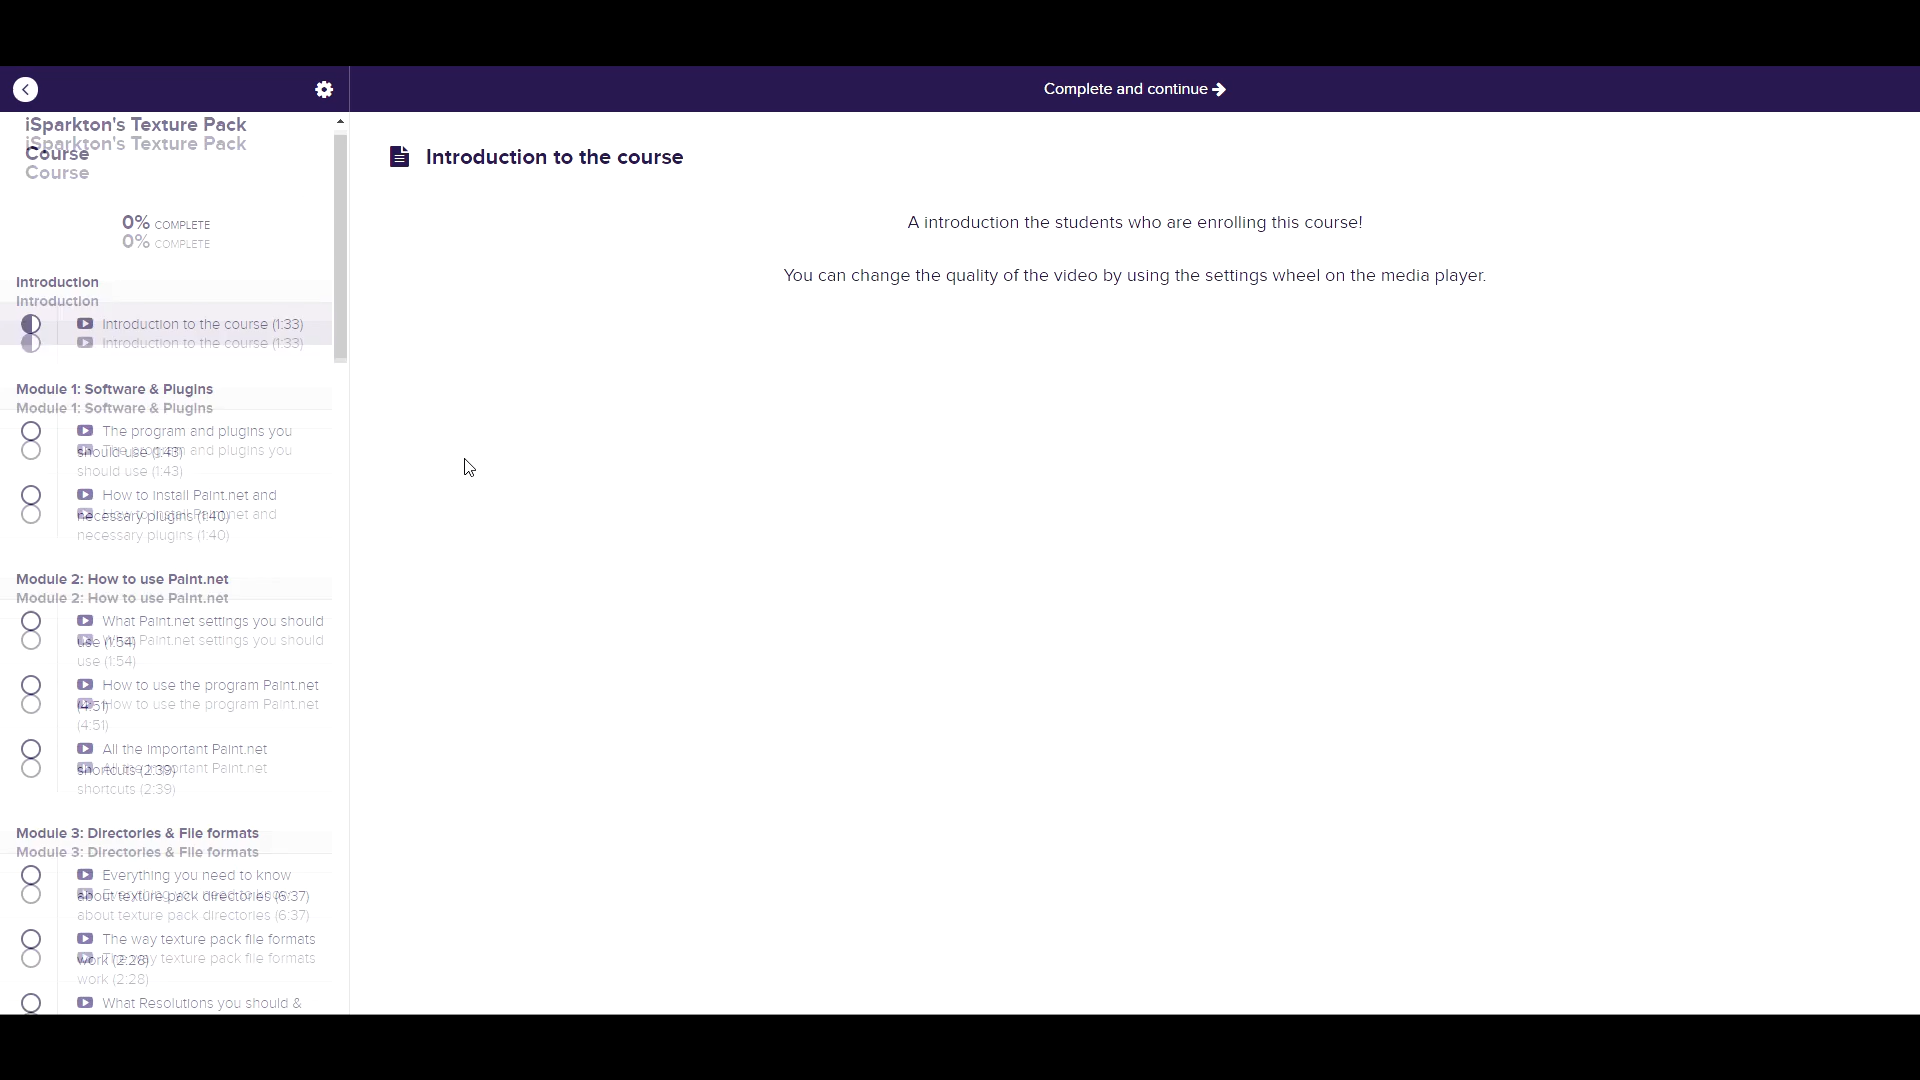 Complete and continue
iSparkton's Texture Pack
Course
0% COMPLETE
Introduction
Introduction to the course (1:33)
Module 1: Software & Plugins
The program and plugins you
should use (1:43)
How to install Paint.net and
necessary plugins (1:40)
Module 2: How to use Paint.net
What Paint.net settings you should
use (1:54)
How to use the program Paint.net
(4:51)
All the important Paint.net
shortcuts (2:39)
Module 3: Directories & File formats
Everything you need to know
about texture pack directories (6:37)
The way texture pack file formats
work (2:28)
What Resolutions you should &
Introduction to the course
A introduction the students who are enrolling this course!
You can change the quality of the video by using the settings wheel on the media player.